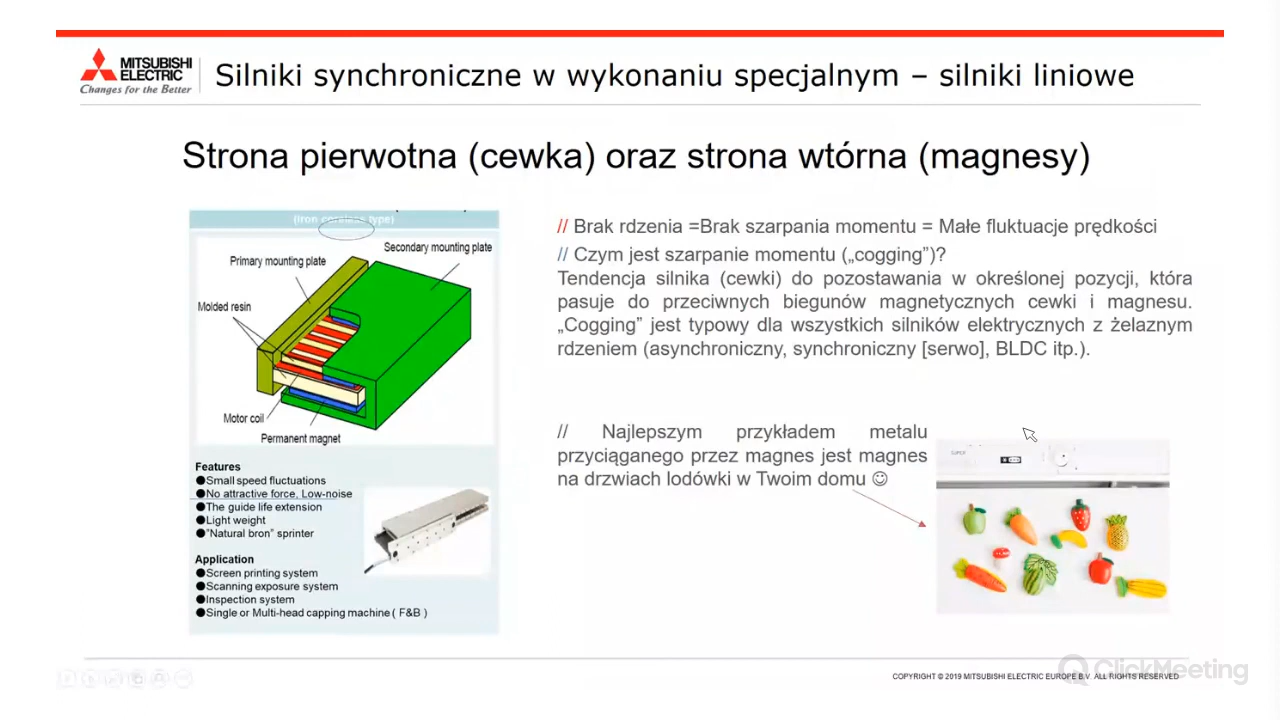 MITSUBISHI
ELECTRIC
Changes for the Better
Silniki synchroniczne w wykonaniu specjalnym – silniki liniowe
Strona pierwotna (cewka) oraz strona wtórna (magnesy)
(Iron coreless type)
Secondary mounting plate
Primary mounting plate
Molded resin
Motor coil
Permanent magnet
Features
●Small speed fluctuations
●No attractive force, Low-noise
●The guide life extension
●Light weight
●"Natural bron" sprinter
Application
●Screen printing system
●Scanning exposure system
●Inspection system
●Single or Multi-head capping machine ( F&B )
// Brak rdzenia =Brak szarpania momentu = Małe fluktuacje prędkości
// Czym jest szarpanie momentu („cogging”)?
Tendencja silnika (cewki) do pozostawania w określonej pozycji, która
pasuje do przeciwnych biegunów magnetycznych cewki i magnesu.
„Cogging” jest typowy dla wszystkich silników elektrycznych z żelaznym
rdzeniem (asynchroniczny, synchroniczny [serwo], BLDC itp.).
// Najlepszym przykładem metalu
przyciąganego przez magnes jest magnes
na drzwiach lodówki w Twoim domu ☺
COPYRIGHT © 2019 MITSUBISHI ELECTRIC EUROPE B.V. ALL RIGHTS RESERVED
ClickMeeting